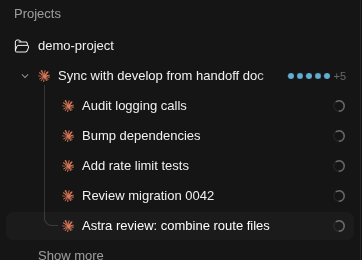 Projects
demo-project
Sync with develop from handoff doc +5
Audit logging calls
Bump dependencies
Add rate limit tests
Review migration 0042
Astra review: combine route files
Show more